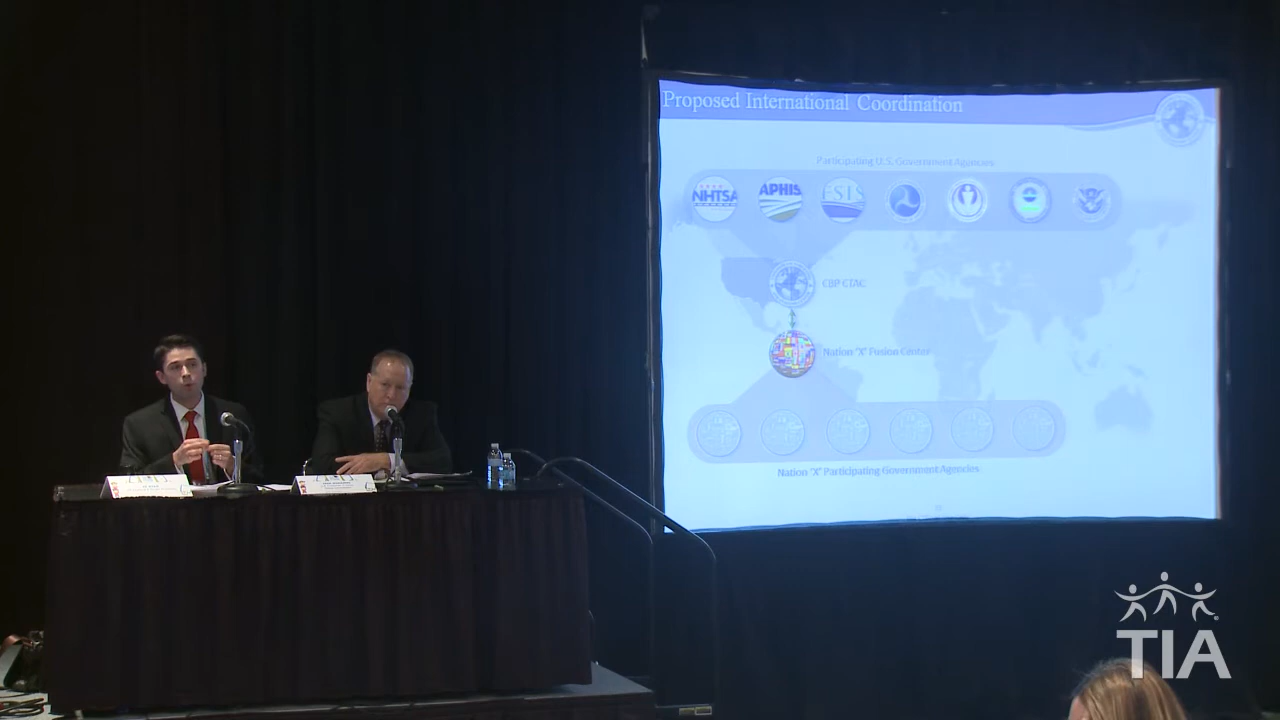 Proposed International Coordination
Participating U.S. Government Agencies
NHTSA
APHIS
FSIS
CBP CTAC
Nation "X" Fusion Center
Nation "X" Participating Government Agencies
TIA